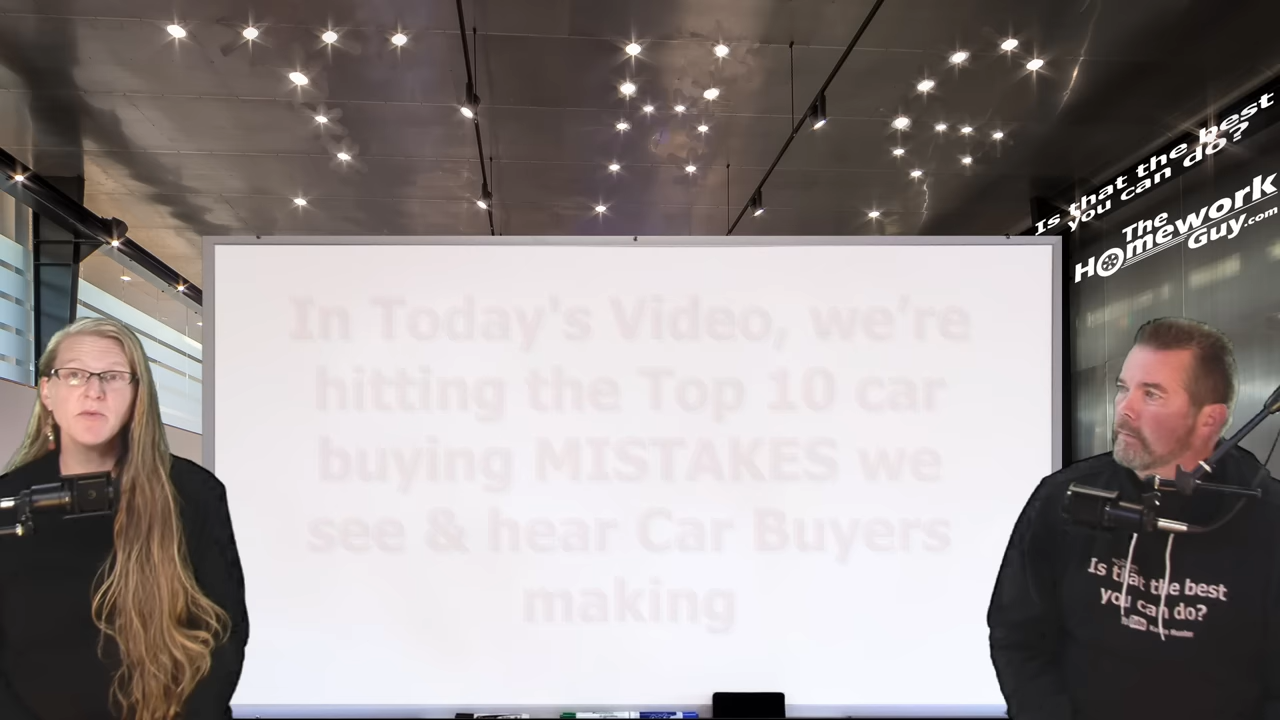 Is that the best
you can do?
The
Homework
Guy.com
In Today's Video, we're
hitting the Top 10 car
buying MISTAKES we
see & hear Car Buyers
making
Is that the best
you can do?